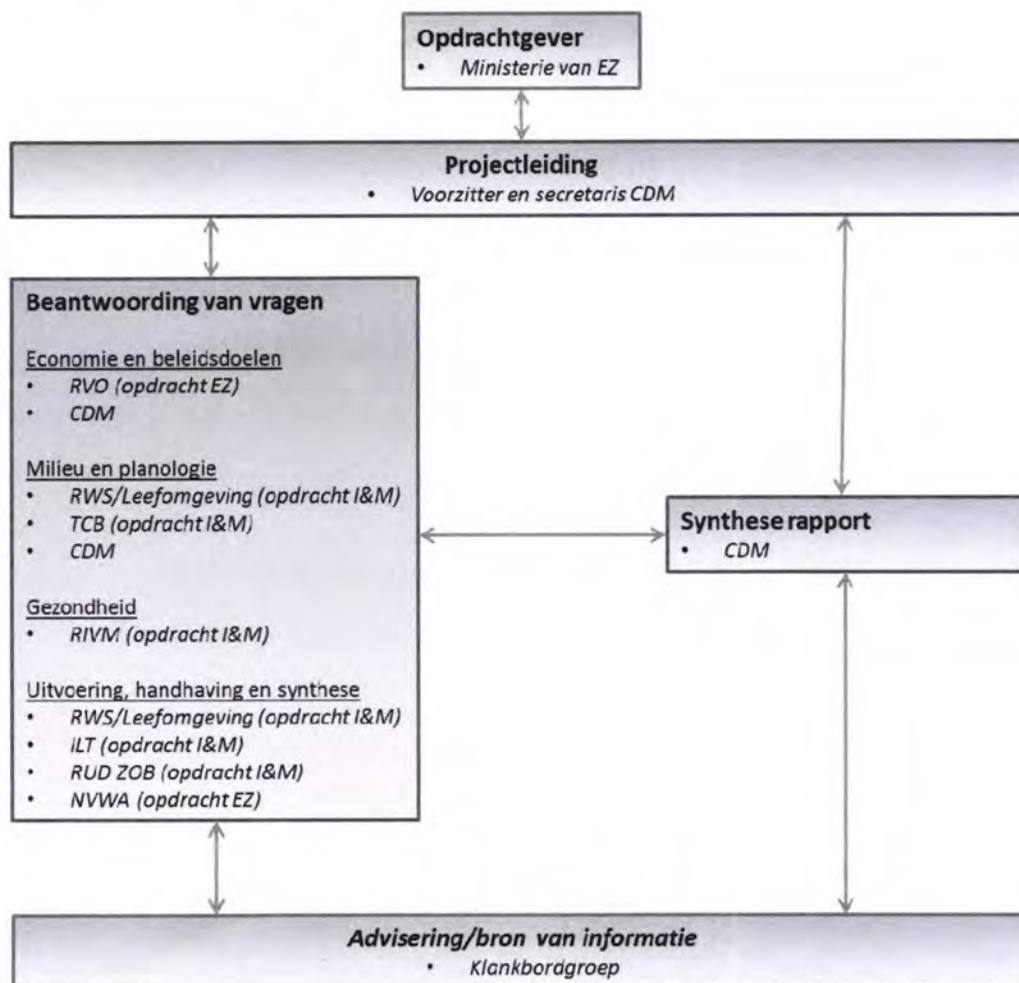 Opdrachtgever
• Ministerie van EZ
Projectleiding
• Voorzitter en secretaris CDM
Beantwoording van vragen
Economie en beleidsdoelen
• RVO (opdracht EZ)
• CDM
Milieu en planologie
• RWS/Leefomgeving (opdracht I&M)
• TCB (opdracht I&M)
• CDM
Gezondheid
• RIVM (opdracht I&M)
Uitvoering, handhaving en synthese
• RWS/Leefomgeving (opdracht I&M)
• ILT (opdracht I&M)
• RUD ZOB (opdracht I&M)
• NVWA (opdracht EZ)
Synthese rapport
• CDM
Advisering/bron van informatie
• Klankbordgroep